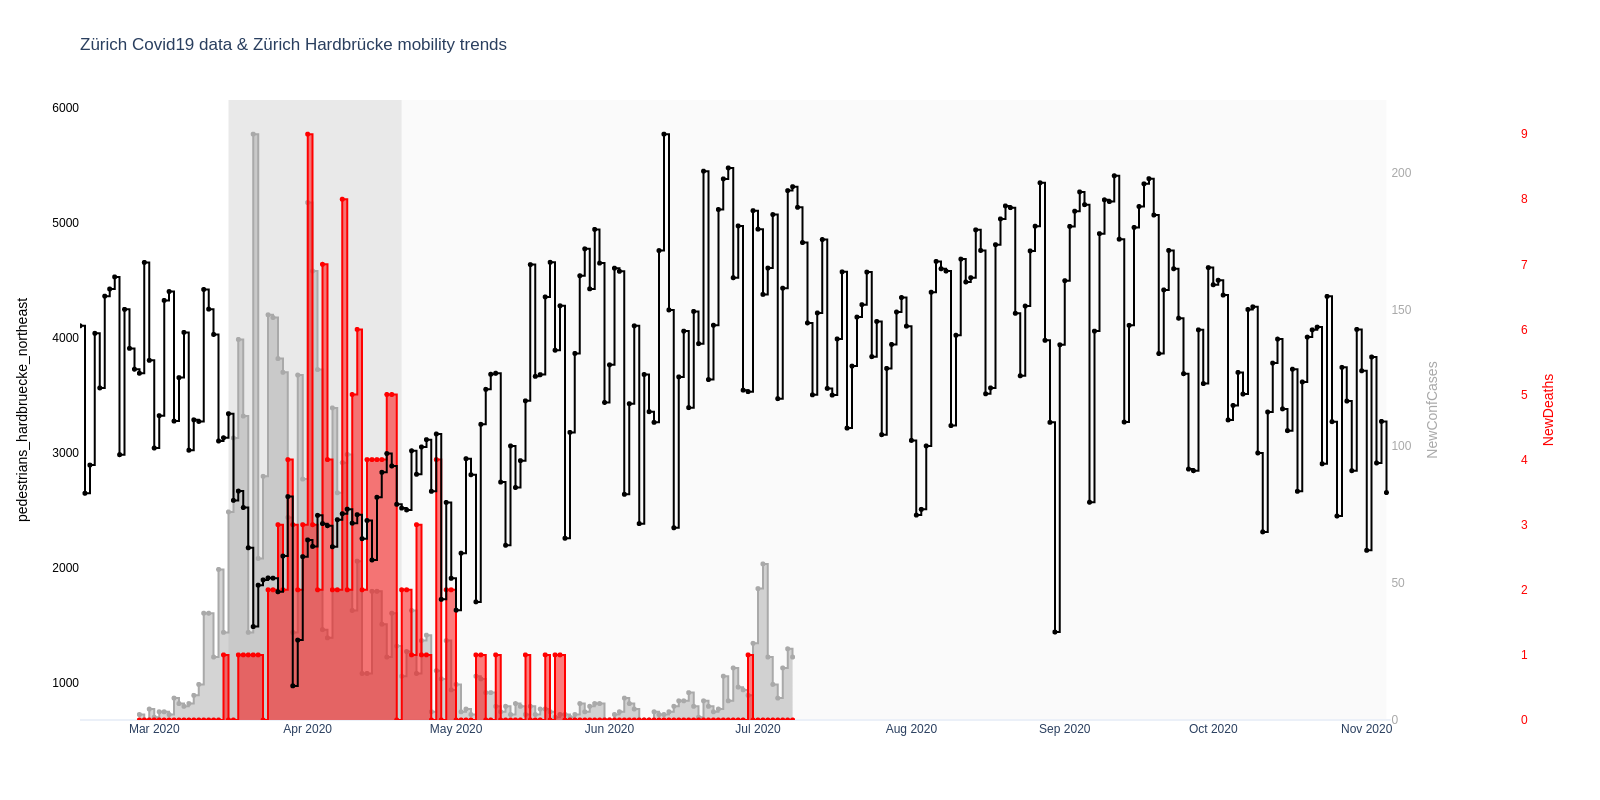 Zürich Covid19 data & Zürich Hardbrücke mobility trends
6000
5000
4000
3000
2000
1000
pedestrians_hardbruecke_northeast
200
150
100
50
0
NewConfCases
9
8
7
6
5
4
3
2
1
0
NewDeaths
Mar 2020
Apr 2020
May 2020
Jun 2020
Jul 2020
Aug 2020
Sep 2020
Oct 2020
Nov 2020